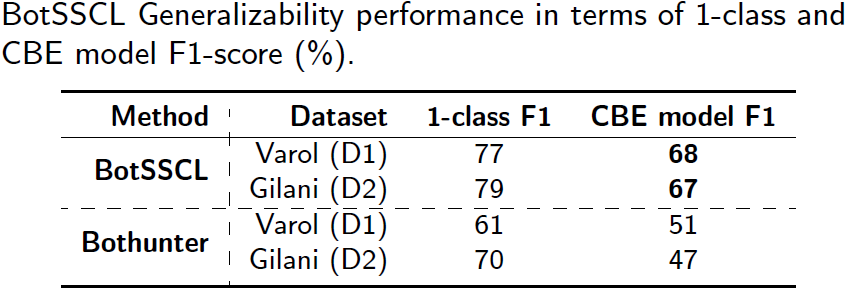 BotSSCL Generalizability performance in terms of 1-class and
CBE model F1-score (%).
Method Dataset 1-class F1 CBE model F1
BotSSCL Varol (D1) 77 68
Gilani (D2) 79 67
Bothunter Varol (D1) 61 51
Gilani (D2) 70 47